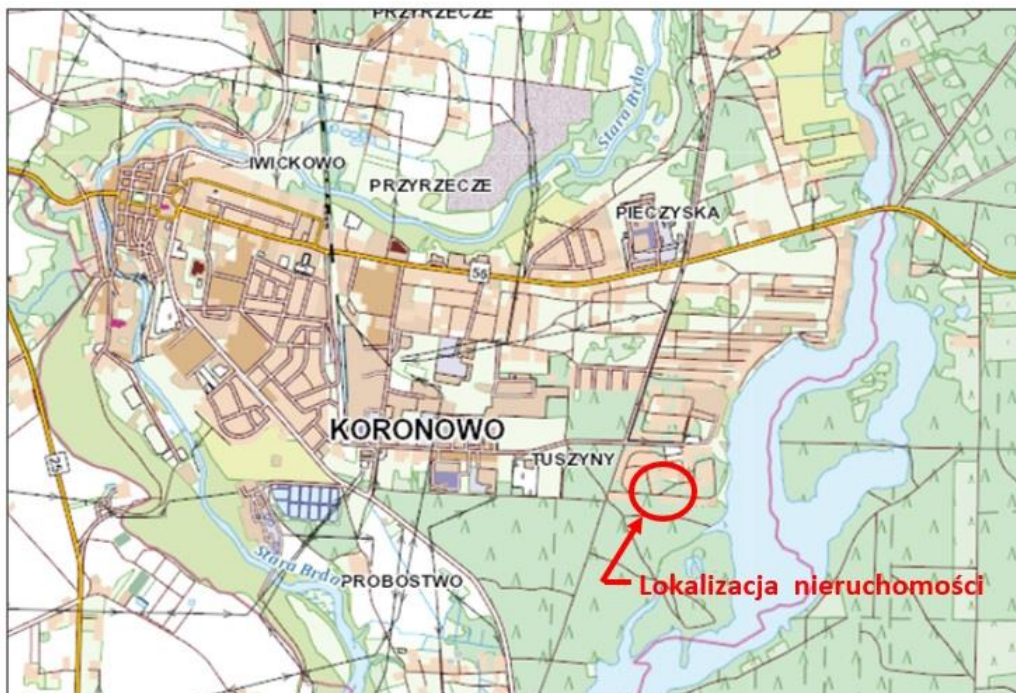 PRZYRZECZE
Stara Brda
IWICKOWO
PRZYRZECZE
PIECZYSKA
56
KORONOWO
TUSZYNY
25
Stara Brda
PROBOSTWO
Lokalizacja nieruchomości